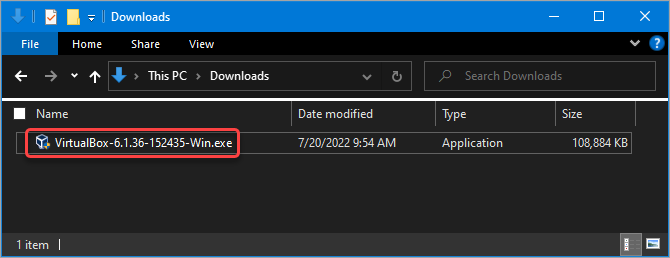 Downloads
File Home Share View
This PC Downloads Search Downloads
Name Date modified Type Size
VirtualBox-6.1.36-152435-Win.exe 7/20/2022 9:54 AM Application 108,884 KB
1 item